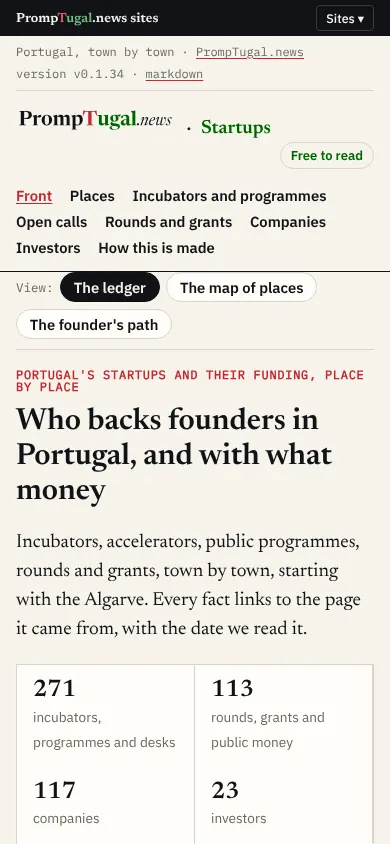 PrompTugal.news sites
Sites ▾
Portugal, town by town · PrompTugal.news
version v0.1.34 · markdown
PrompTugal.news · Startups
Free to read
Front Places Incubators and programmes
Open calls Rounds and grants Companies
Investors How this is made
View: The ledger The map of places
The founder's path
PORTUGAL'S STARTUPS AND THEIR FUNDING, PLACE
BY PLACE
Who backs founders in
Portugal, and with what
money
Incubators, accelerators, public programmes,
rounds and grants, town by town, starting
with the Algarve. Every fact links to the page
it came from, with the date we read it.
271
incubators,
programmes and desks
113
rounds, grants and
public money
117
companies
23
investors